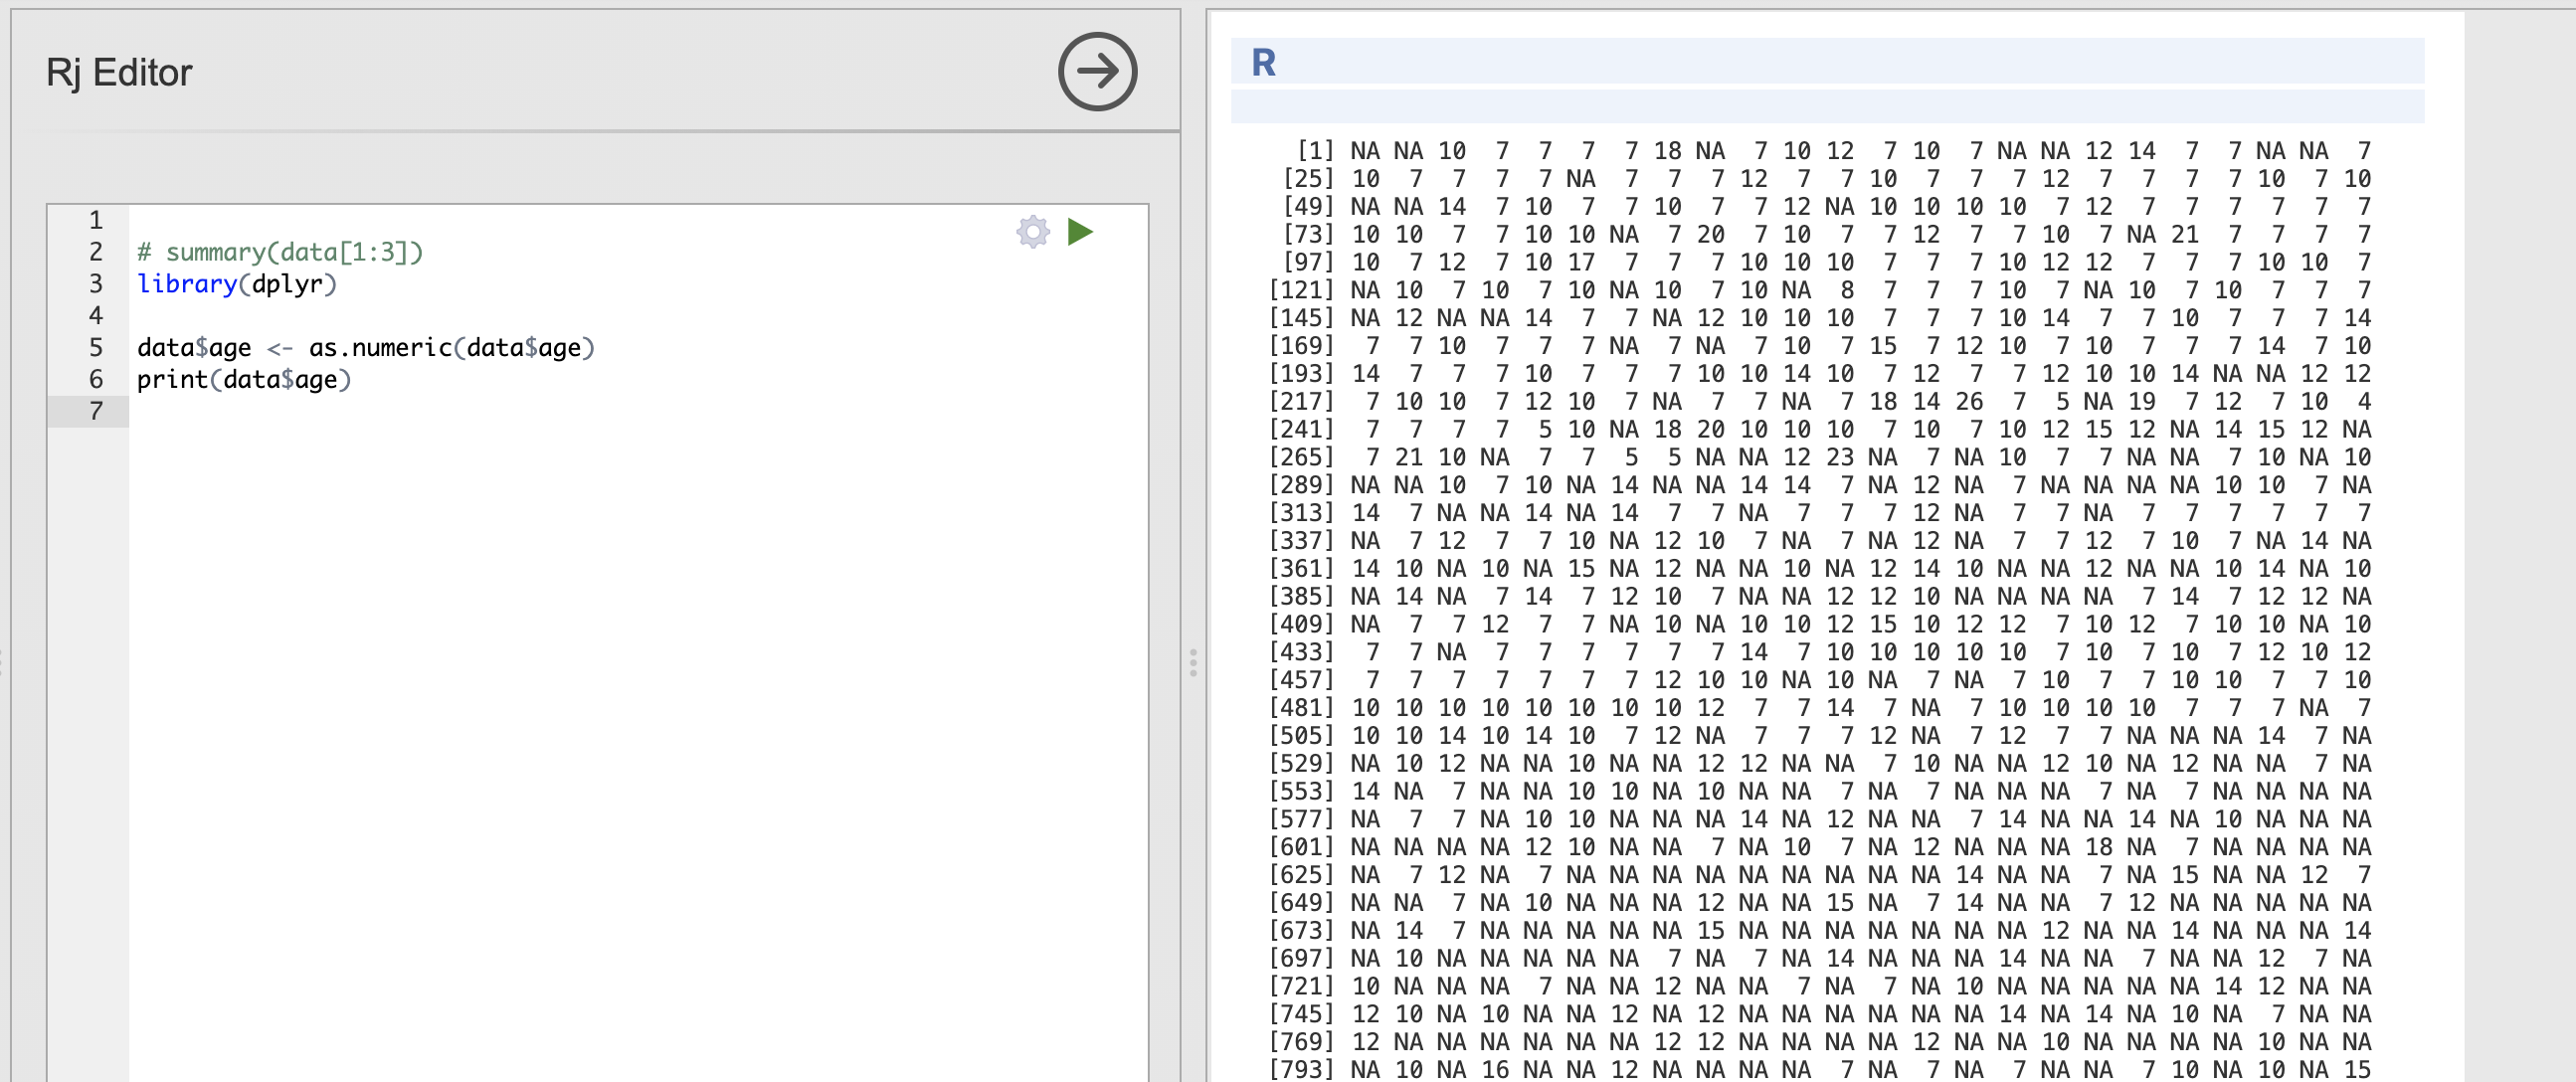 Rj Editor
1
2 # summary(data[1:3])
3 library(dplyr)
4
5 data$age <- as.numeric(data$age)
6 print(data$age)
7
R
[1] NA NA 10 7 7 7 7 18 NA 7 10 12 7 10 7 NA NA 12 14 7 7 NA NA 7
[25] 10 7 7 7 7 NA 7 7 7 12 7 7 10 7 7 7 12 7 7 7 7 10 7 10
[49] NA NA 14 7 10 7 7 10 7 7 12 NA 10 10 10 10 7 12 7 7 7 7 7 7
[73] 10 10 7 7 10 10 NA 7 20 7 10 7 7 12 7 7 10 7 NA 21 7 7 7 7
[97] 10 7 12 7 10 17 7 7 7 10 10 10 7 7 7 10 12 12 7 7 7 10 10 7
[121] NA 10 7 10 7 10 NA 10 7 10 NA 8 7 7 7 10 7 NA 10 7 10 7 7 7
[145] NA 12 NA NA 14 7 7 NA 12 10 10 10 7 7 7 10 14 7 7 10 7 7 7 14
[169] 7 7 10 7 7 7 NA 7 NA 7 10 7 15 7 12 10 7 10 7 7 7 14 7 10
[193] 14 7 7 7 10 7 7 7 10 10 14 10 7 12 7 7 12 10 10 14 NA NA 12 12
[217] 7 10 10 7 12 10 7 NA 7 7 NA 7 18 14 26 7 5 NA 19 7 12 7 10 4
[241] 7 7 7 7 5 10 NA 18 20 10 10 10 7 10 7 10 12 15 12 NA 14 15 12 NA
[265] 7 21 10 NA 7 7 5 5 NA NA 12 23 NA 7 NA 10 7 7 NA NA 7 10 NA 10
[289] NA NA 10 7 10 NA 14 NA NA 14 14 7 NA 12 NA 7 NA NA NA NA 10 10 7 NA
[313] 14 7 NA NA 14 NA 14 7 7 NA 7 7 7 12 NA 7 7 NA 7 7 7 7 7 7
[337] NA 7 12 7 7 10 NA 12 10 7 NA 7 NA 12 NA 7 7 12 7 10 7 NA 14 NA
[361] 14 10 NA 10 NA 15 NA 12 NA NA 10 NA 12 14 10 NA NA 12 NA NA 10 14 NA 10
[385] NA 14 NA 7 14 7 12 10 7 NA NA 12 12 10 NA NA NA NA 7 14 7 12 12 NA
[409] NA 7 7 12 7 7 NA 10 NA 10 10 12 15 10 12 12 7 10 12 7 10 10 NA 10
[433] 7 7 NA 7 7 7 7 7 7 14 7 10 10 10 10 10 7 10 7 10 7 12 10 12
[457] 7 7 7 7 7 7 7 12 10 10 NA 10 NA 7 NA 7 10 7 7 10 10 7 7 10
[481] 10 10 10 10 10 10 10 10 12 7 7 14 7 NA 7 10 10 10 10 7 7 7 NA 7
[505] 10 10 14 10 14 10 7 12 NA 7 7 7 12 NA 7 12 7 7 NA NA NA 14 7 NA
[529] NA 10 12 NA NA 10 NA NA 12 12 NA NA 7 10 NA NA 12 10 NA 12 NA NA 7 NA
[553] 14 NA 7 NA NA 10 10 NA 10 NA NA 7 NA 7 NA NA NA 7 NA 7 NA NA NA NA
[577] NA 7 7 NA 10 10 NA NA NA 14 NA 12 NA NA 7 14 NA NA 14 NA 10 NA NA NA
[601] NA NA NA NA 12 10 NA NA 7 NA 10 7 NA 12 NA NA NA 18 NA 7 NA NA NA NA
[625] NA 7 12 NA 7 NA NA NA NA NA NA NA NA NA 14 NA NA 7 NA 15 NA NA 12 7
[649] NA NA 7 NA 10 NA NA NA 12 NA NA 15 NA 7 14 NA NA 7 12 NA NA NA NA NA
[673] NA 14 7 NA NA NA NA NA 15 NA NA NA NA NA NA NA 12 NA NA 14 NA NA NA 14
[697] NA 10 NA NA NA NA NA 7 NA 7 NA 14 NA NA NA 14 NA NA 7 NA NA 12 7 NA
[721] 10 NA NA NA 7 NA NA 12 NA NA 7 NA 7 NA 10 NA NA NA NA NA 14 12 NA NA
[745] 12 10 NA 10 NA NA 12 NA 12 NA NA NA NA NA NA 14 NA 14 NA 10 NA 7 NA NA
[769] 12 NA NA NA NA NA NA 12 12 NA NA NA NA 12 NA NA 10 NA NA NA NA 10 NA NA
[793] NA 10 NA 16 NA NA 12 NA NA NA NA 7 NA 7 NA 7 NA NA 7 10 NA 10 NA 15